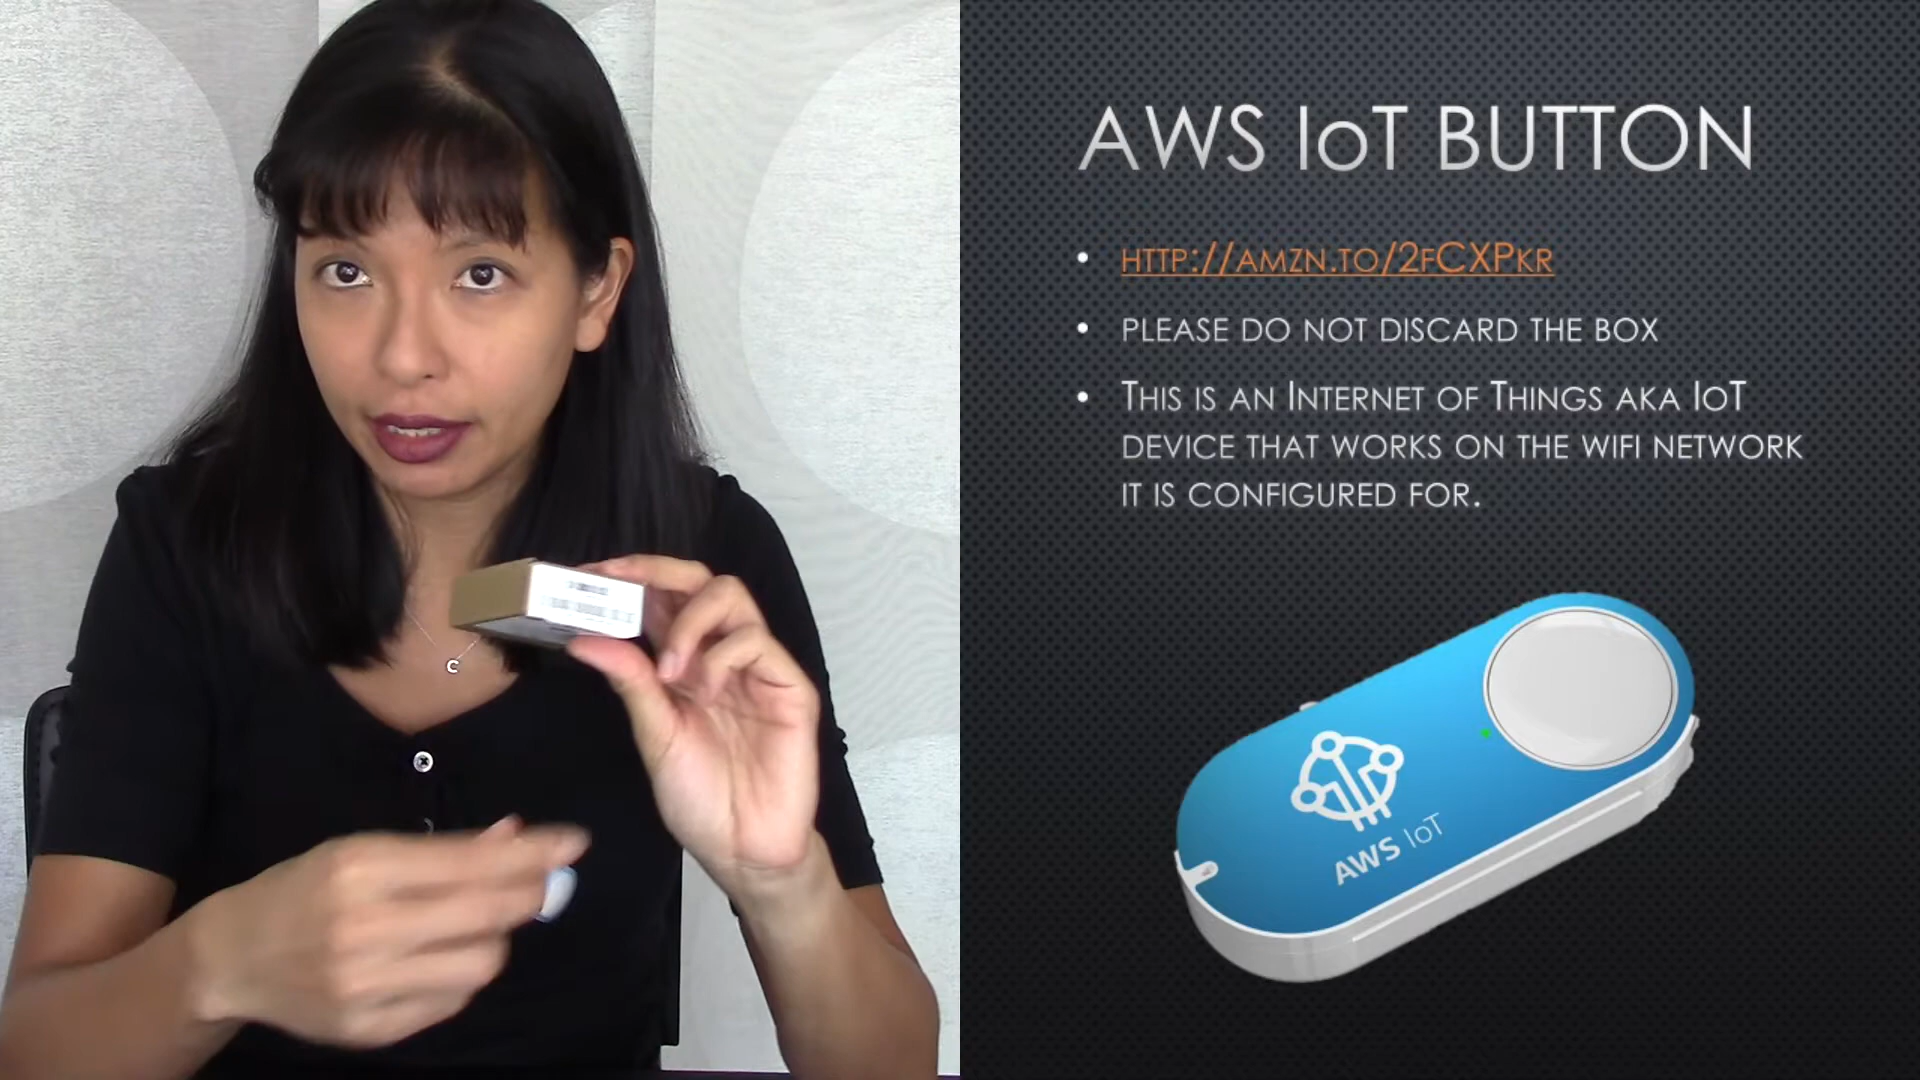 AWS IoT BUTTON
• HTTP://AMZN.TO/2FCXPKR
• PLEASE DO NOT DISCARD THE BOX
• THIS IS AN INTERNET OF THINGS AKA IOT
DEVICE THAT WORKS ON THE WIFI NETWORK
IT IS CONFIGURED FOR.
AWS IoT
C